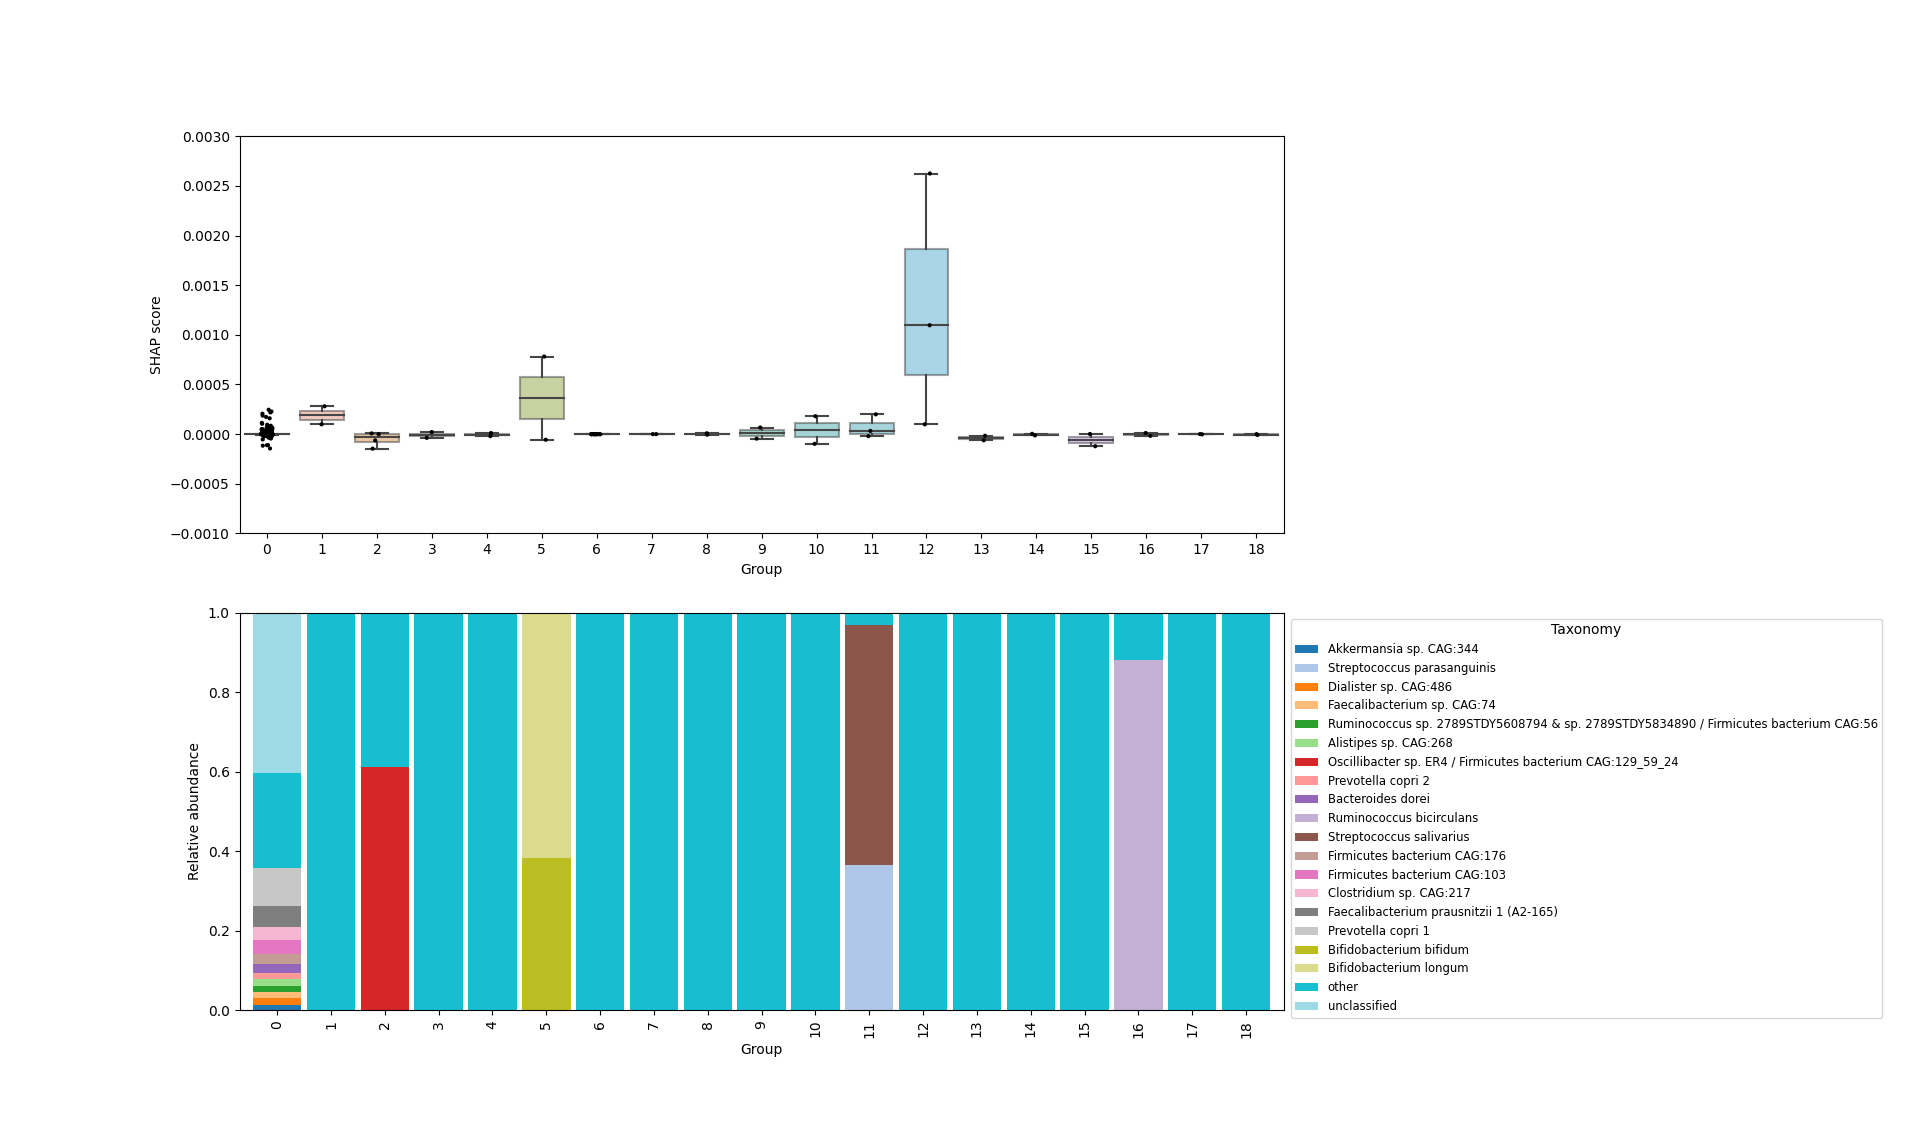 0.0030
0.0025
0.0020
0.0015
0.0010
0.0005
0.0000
−0.0005
−0.0010
SHAP score
0 1 2 3 4 5 6 7 8 9 10 11 12 13 14 15 16 17 18
Group
1.0
0.8
0.6
0.4
0.2
0.0
Relative abundance
0 1 2 3 4 5 6 7 8 9 10 11 12 13 14 15 16 17 18
Group
Taxonomy
Akkermansia sp. CAG:344
Streptococcus parasanguinis
Dialister sp. CAG:486
Faecalibacterium sp. CAG:74
Ruminococcus sp. 2789STDY5608794 & sp. 2789STDY5834890 / Firmicutes bacterium CAG:56
Alistipes sp. CAG:268
Oscillibacter sp. ER4 / Firmicutes bacterium CAG:129_59_24
Prevotella copri 2
Bacteroides dorei
Ruminococcus bicirculans
Streptococcus salivarius
Firmicutes bacterium CAG:176
Firmicutes bacterium CAG:103
Clostridium sp. CAG:217
Faecalibacterium prausnitzii 1 (A2-165)
Prevotella copri 1
Bifidobacterium bifidum
Bifidobacterium longum
other
unclassified